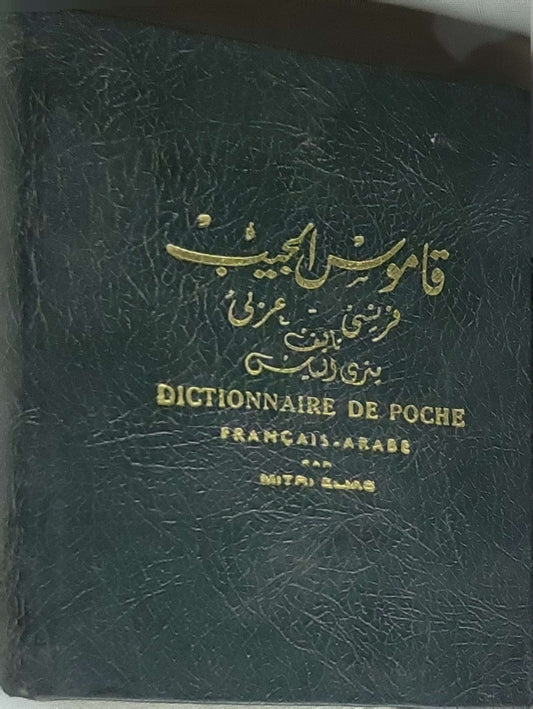 قاموس الجيب
فرنسي - عربي
تأليف
متري الياس
DICTIONNAIRE DE POCHE
FRANÇAIS-ARABE
PAR
MITRI ELIAS